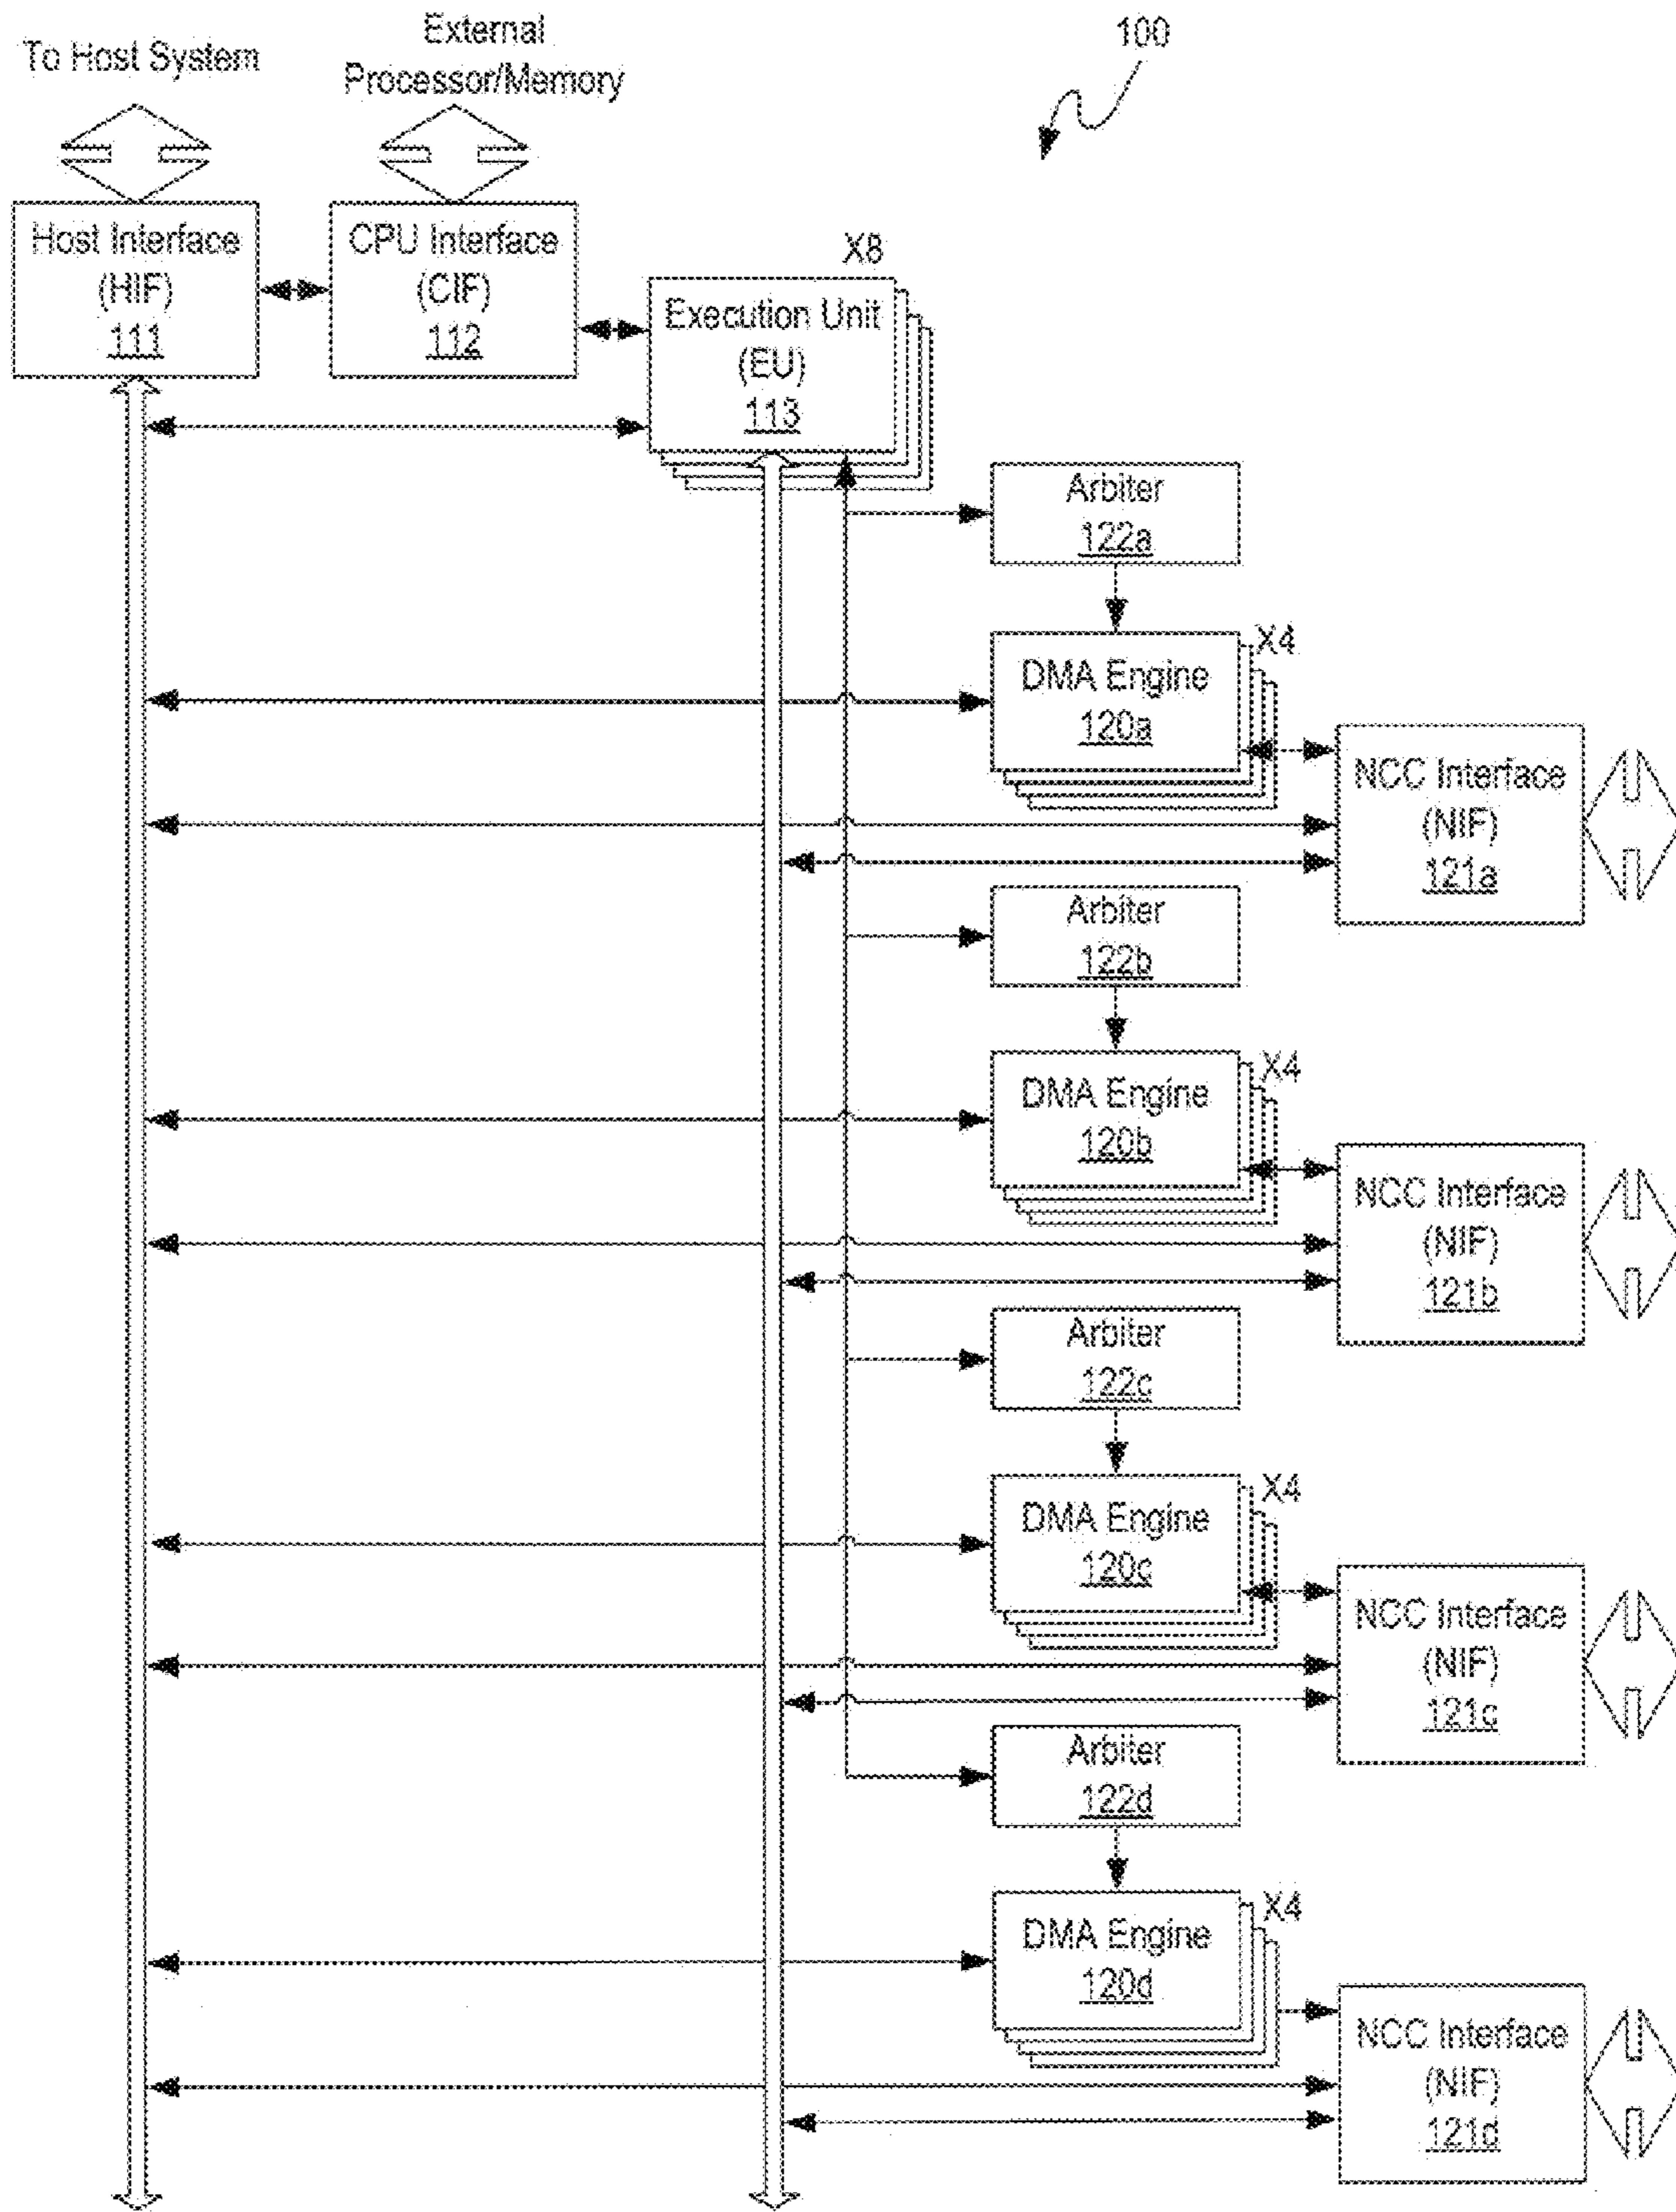 To Host System
External
Processor/Memory
100
Host Interface
(HIF)
111
CPU Interface
(CIF)
112
X8
Execution Unit
(EU)
113
Arbiter
122a
X4
DMA Engine
120a
NCC Interface
(NIF)
121a
Arbiter
122b
X4
DMA Engine
120b
NCC Interface
(NIF)
121b
Arbiter
122c
X4
DMA Engine
120c
NCC Interface
(NIF)
121c
Arbiter
122d
X4
DMA Engine
120d
NCC Interface
(NIF)
121d